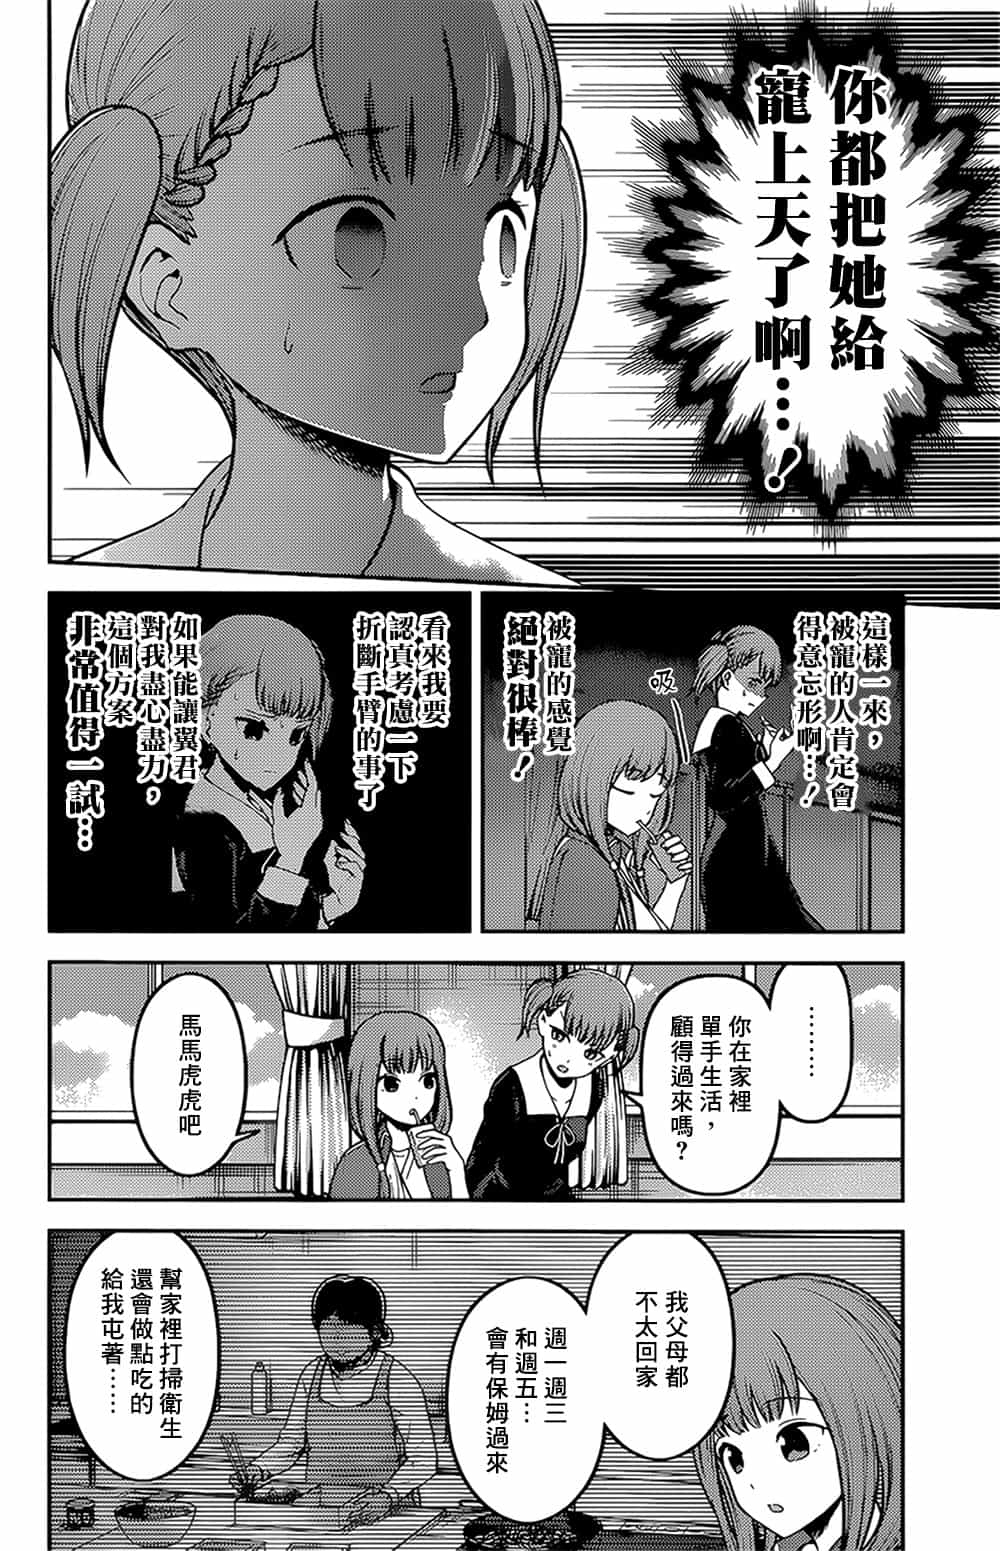 你都把她給
寵上天了啊…！
這樣一來，
被寵的人肯定會
得意忘形啊…！
吸
被寵的感覺
絕對很棒！
看來我要
認真考慮一下
折斷手臂的事了
如果能讓翼君
對我盡心盡力，
這個方案
非常值得一試…
………
你在家裡
單手生活，
顧得過來嗎？
馬馬虎虎吧
我父母都
不太回家
週一週三
和週五…
會有保姆過來
幫家裡打掃衛生
還會做點吃的
給我屯著……